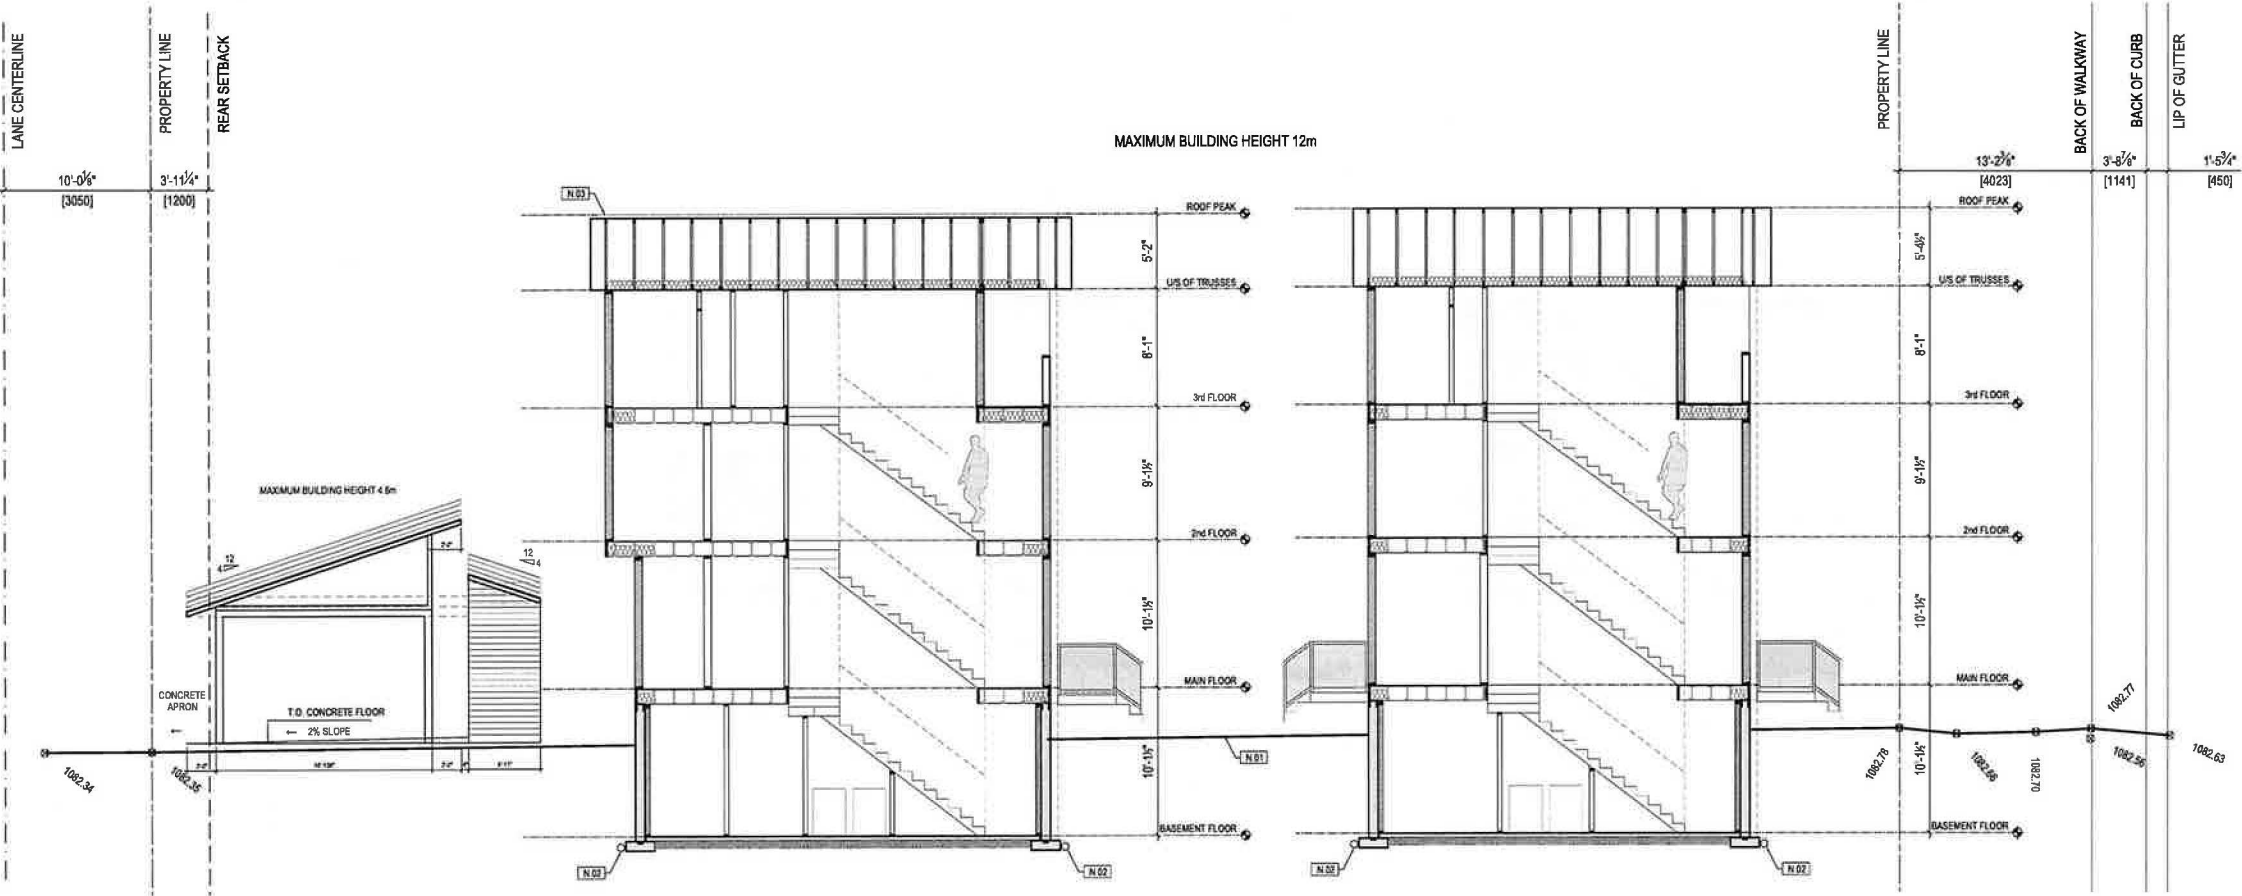 LANE CENTERLINE
PROPERTY LINE
REAR SETBACK
PROPERTY LINE
BACK OF WALKWAY
BACK OF CURB
LIP OF GUTTER
MAXIMUM BUILDING HEIGHT 12m
10'-0⅛"
[3050]
3'-11¼"
[1200]
13'-2⅜"
[4023]
3'-8⅞"
[1141]
1'-5¾"
[450]
N.03
ROOF PEAK
5'-2"
U/S OF TRUSSES
8'-1"
3rd FLOOR
9'-1½"
2nd FLOOR
10'-1½"
MAIN FLOOR
10'-1½"
BASEMENT FLOOR
ROOF PEAK
5'-4½"
U/S OF TRUSSES
8'-1"
3rd FLOOR
9'-1½"
2nd FLOOR
10'-1½"
MAIN FLOOR
10'-1½"
BASEMENT FLOOR
MAXIMUM BUILDING HEIGHT 4.6m
12
4
12
4
2'-0"
CONCRETE
APRON
T.O. CONCRETE FLOOR
2% SLOPE
2'-0"
2'-0"
1082.34
1082.35
N.01
N.02
N.02
N.02
N.02
1082.78
1082.66
1082.70
1082.77
1082.56
1082.63